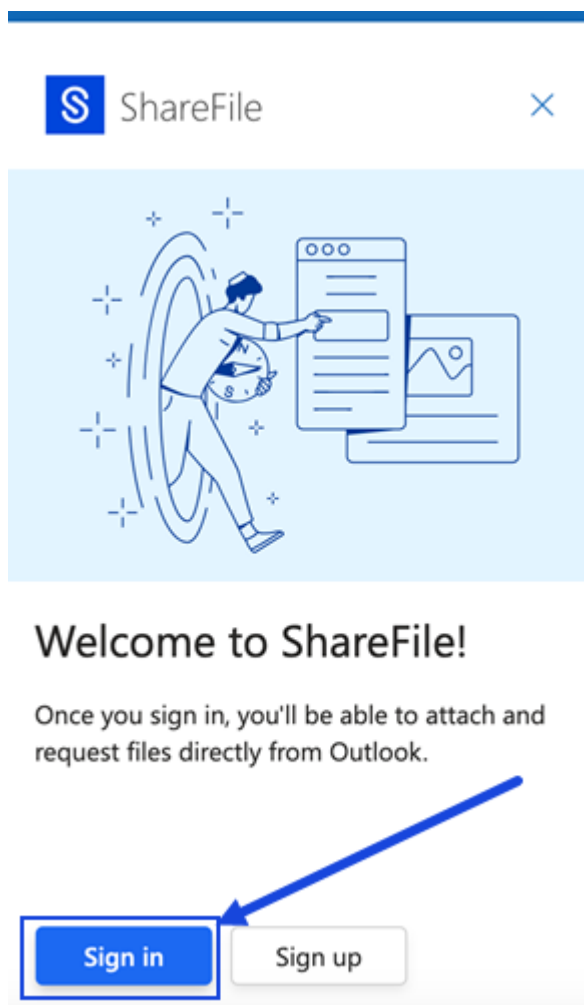 ShareFile
N
S
Welcome to ShareFile!
Once you sign in, you'll be able to attach and
request files directly from Outlook.
Sign in
Sign up